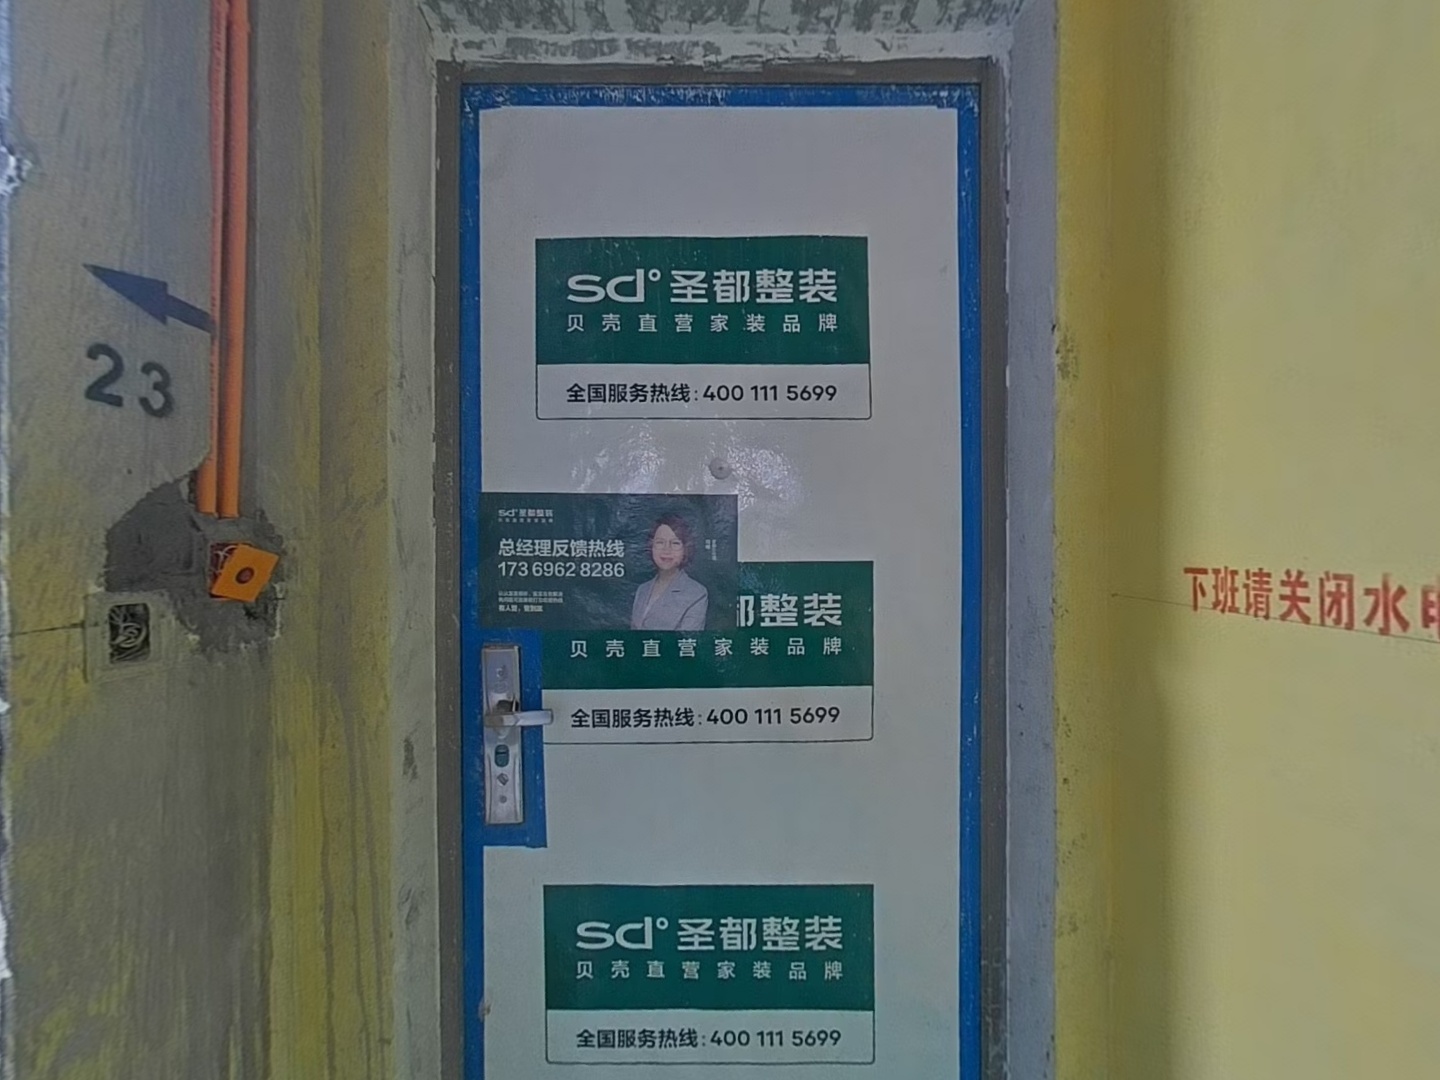 23
sd°圣都整装
贝壳直营家装品牌
全国服务热线:400 111 5699
sd°圣都整装
总经理反馈热线
173 6962 8286
整装
贝壳直营家装品牌
全国服务热线:400 111 5699
sd°圣都整装
贝壳直营家装品牌
全国服务热线:400 111 5699
下班请关闭水